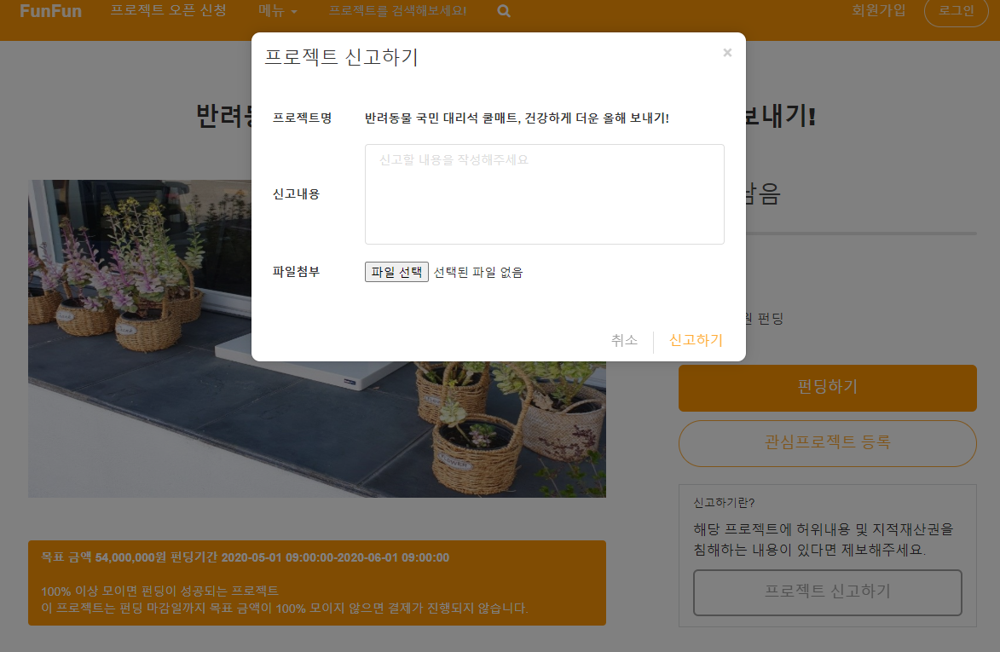 FunFun 프로젝트 오픈 신청 메뉴 프로젝트를 검색해보세요! 회원가입 로그인
프로젝트 신고하기 ×
반려동 보내기!
프로젝트명 반려동물 국민 대리석 쿨매트, 건강하게 더운 올해 보내기!
신고내용 신고할 내용을 작성해주세요
남음
파일첨부 파일 선택 선택된 파일 없음
원 펀딩
취소 신고하기
펀딩하기
관심프로젝트 등록
FLOWER
신고하기란?
해당 프로젝트에 허위내용 및 지적재산권을
침해하는 내용이 있다면 제보해주세요.
프로젝트 신고하기
목표 금액 54,000,000원 펀딩기간 2020-05-01 09:00:00-2020-06-01 09:00:00
100% 이상 모이면 펀딩이 성공되는 프로젝트
이 프로젝트는 펀딩 마감일까지 목표 금액이 100% 모이지 않으면 결제가 진행되지 않습니다.